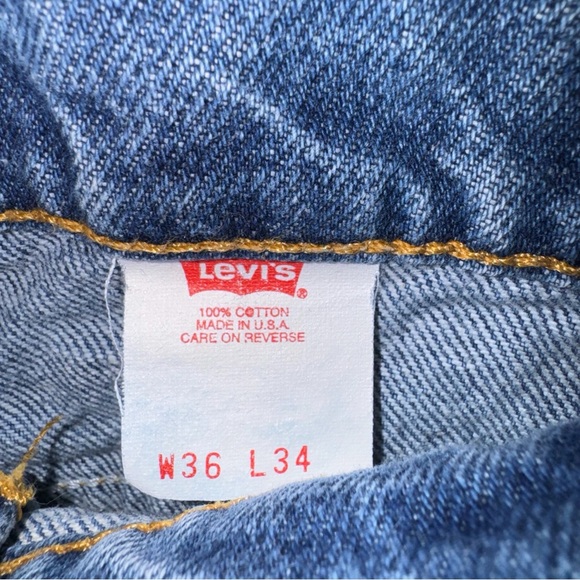 Levi's ®
100% COTTON
MADE IN U.S.A.
CARE ON REVERSE
W36 L34